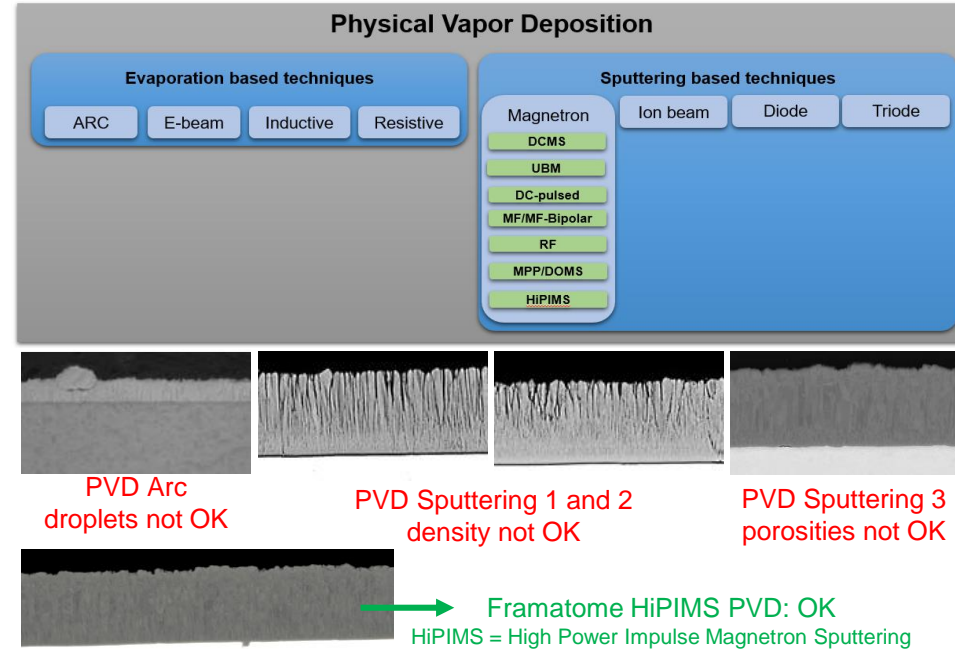 Physical Vapor Deposition
Evaporation based techniques
ARC
E-beam
Inductive
Resistive
Sputtering based techniques
Magnetron
DCMS
UBM
DC-pulsed
MF/MF-Bipolar
RF
MPP/DOMS
HiPIMS
Ion beam
Diode
Triode
PVD Arc
droplets not OK
PVD Sputtering 1 and 2
density not OK
PVD Sputtering 3
porosities not OK
Framatome HiPIMS PVD: OK
HiPIMS = High Power Impulse Magnetron Sputtering